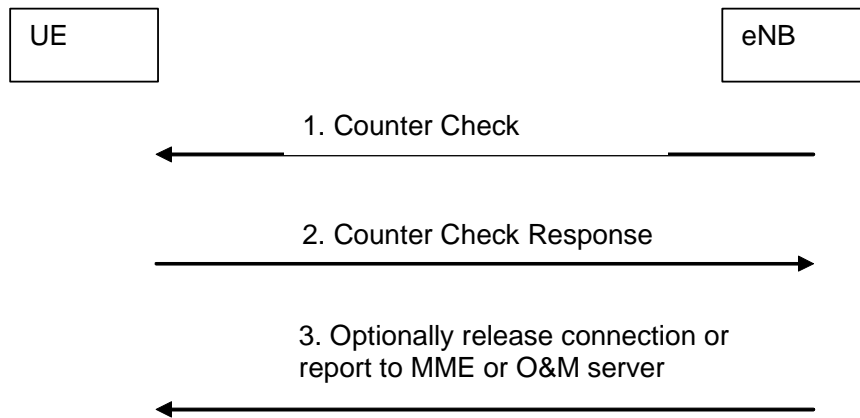 UE
eNB
1. Counter Check
2. Counter Check Response
3. Optionally release connection or
report to MME or O&M server